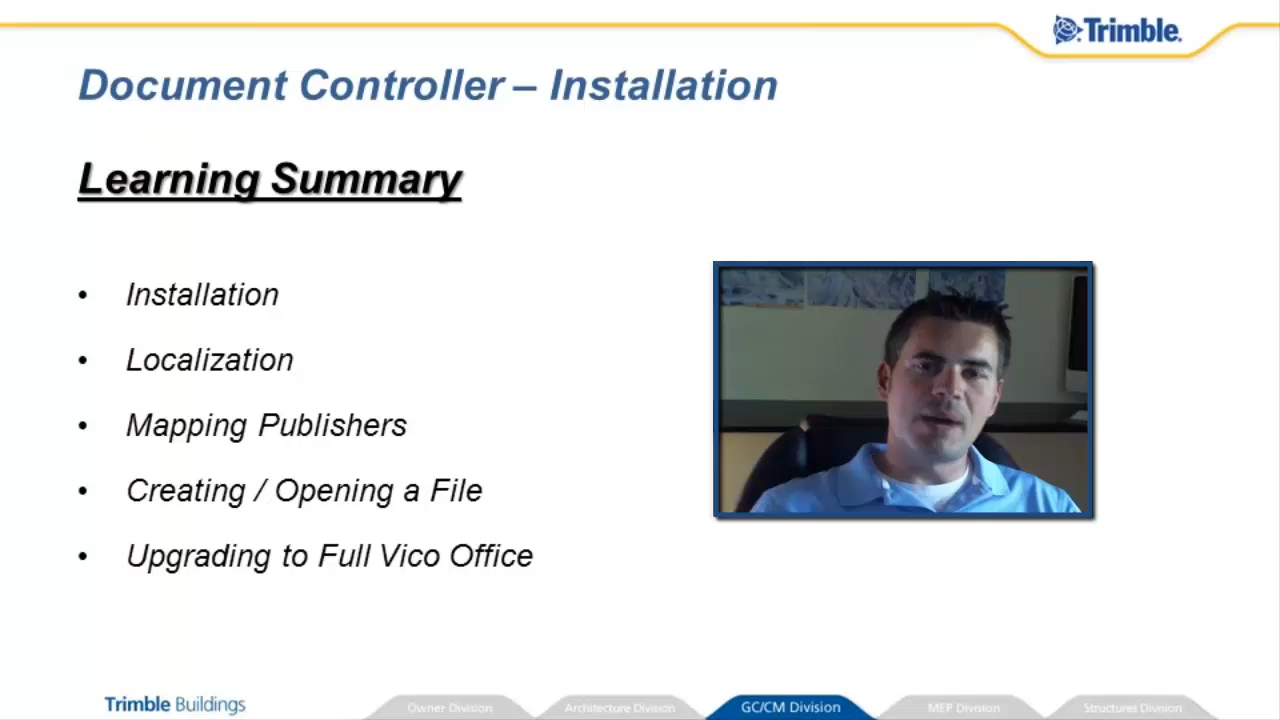 Trimble.
Document Controller – Installation
Learning Summary
• Installation
• Localization
• Mapping Publishers
• Creating / Opening a File
• Upgrading to Full Vico Office
Trimble Buildings
Owner Division
Architecture Division
GC/CM Division
MEP Division
Structures Division